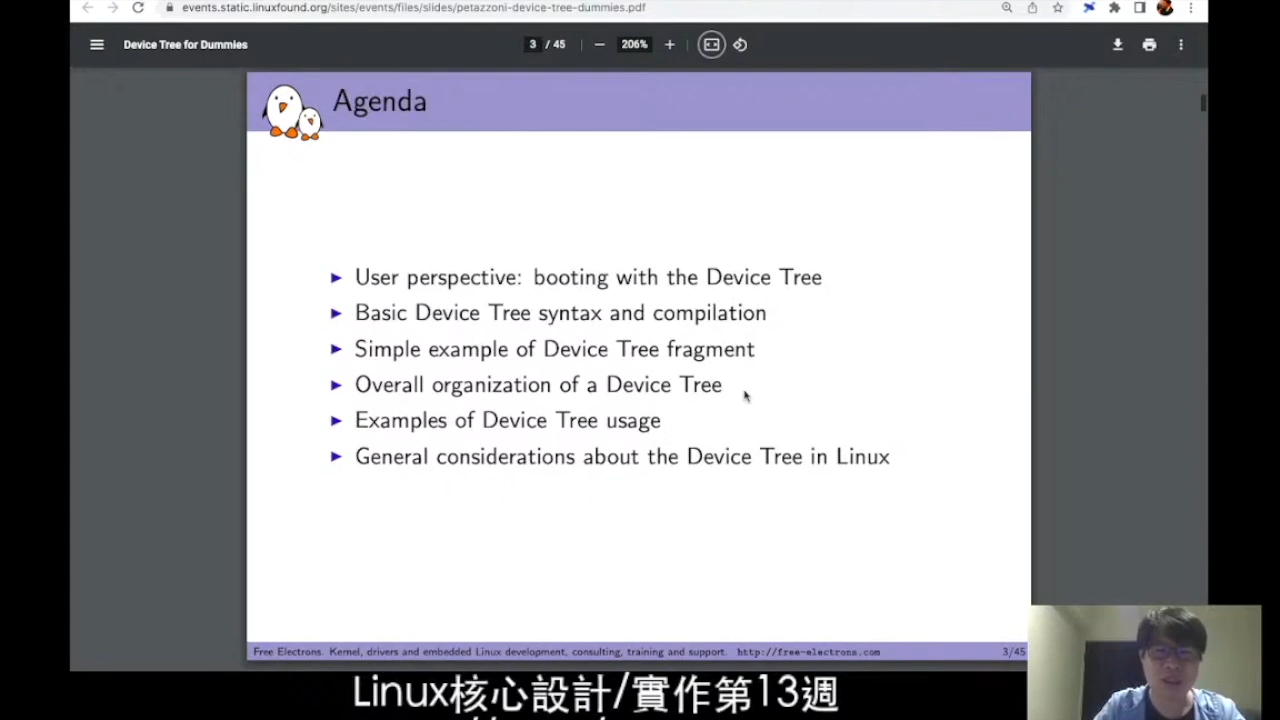 events.static.linuxfound.org/sites/events/files/slides/petazzoni-device-tree-dummies.pdf
Device Tree for Dummies
3 / 45
206%
Agenda
User perspective: booting with the Device Tree
Basic Device Tree syntax and compilation
Simple example of Device Tree fragment
Overall organization of a Device Tree
Examples of Device Tree usage
General considerations about the Device Tree in Linux
Free Electrons. Kernel, drivers and embedded Linux development, consulting, training and support. http://free-electrons.com 3/45
Linux核心設計/實作第13週